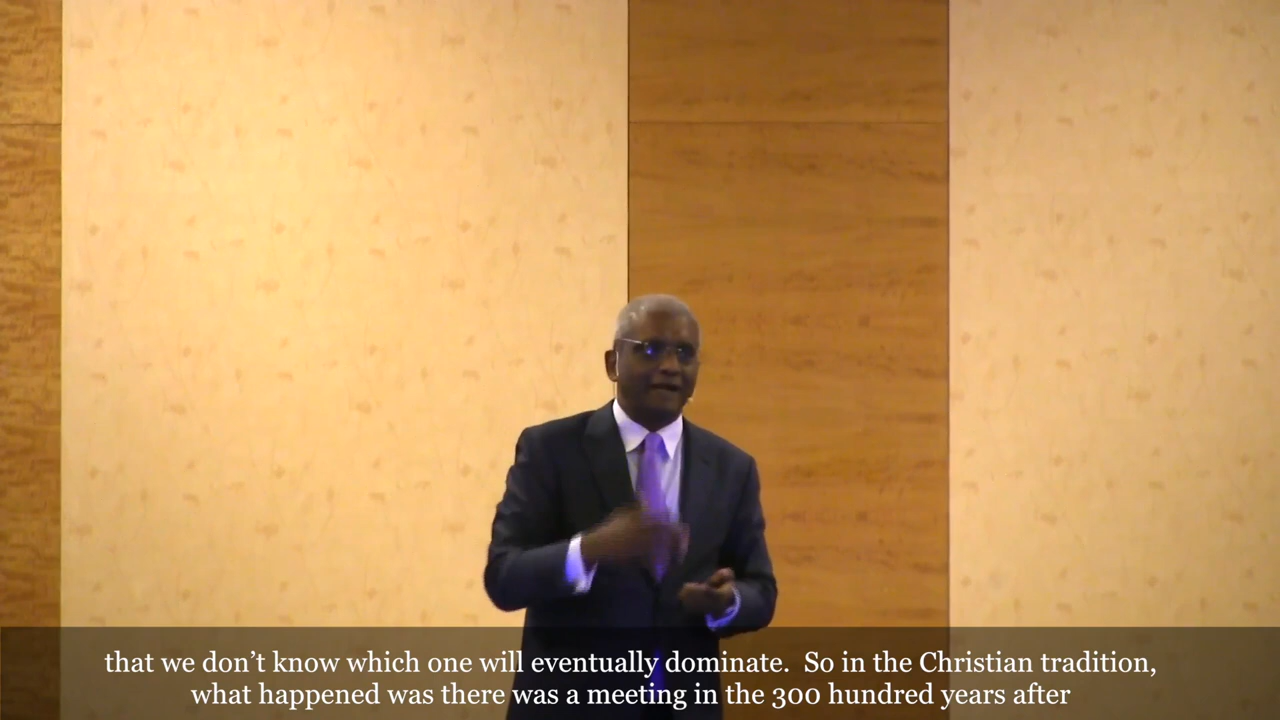 that we don’t know which one will eventually dominate.  So in the Christian tradition,
what happened was there was a meeting in the 300 hundred years after